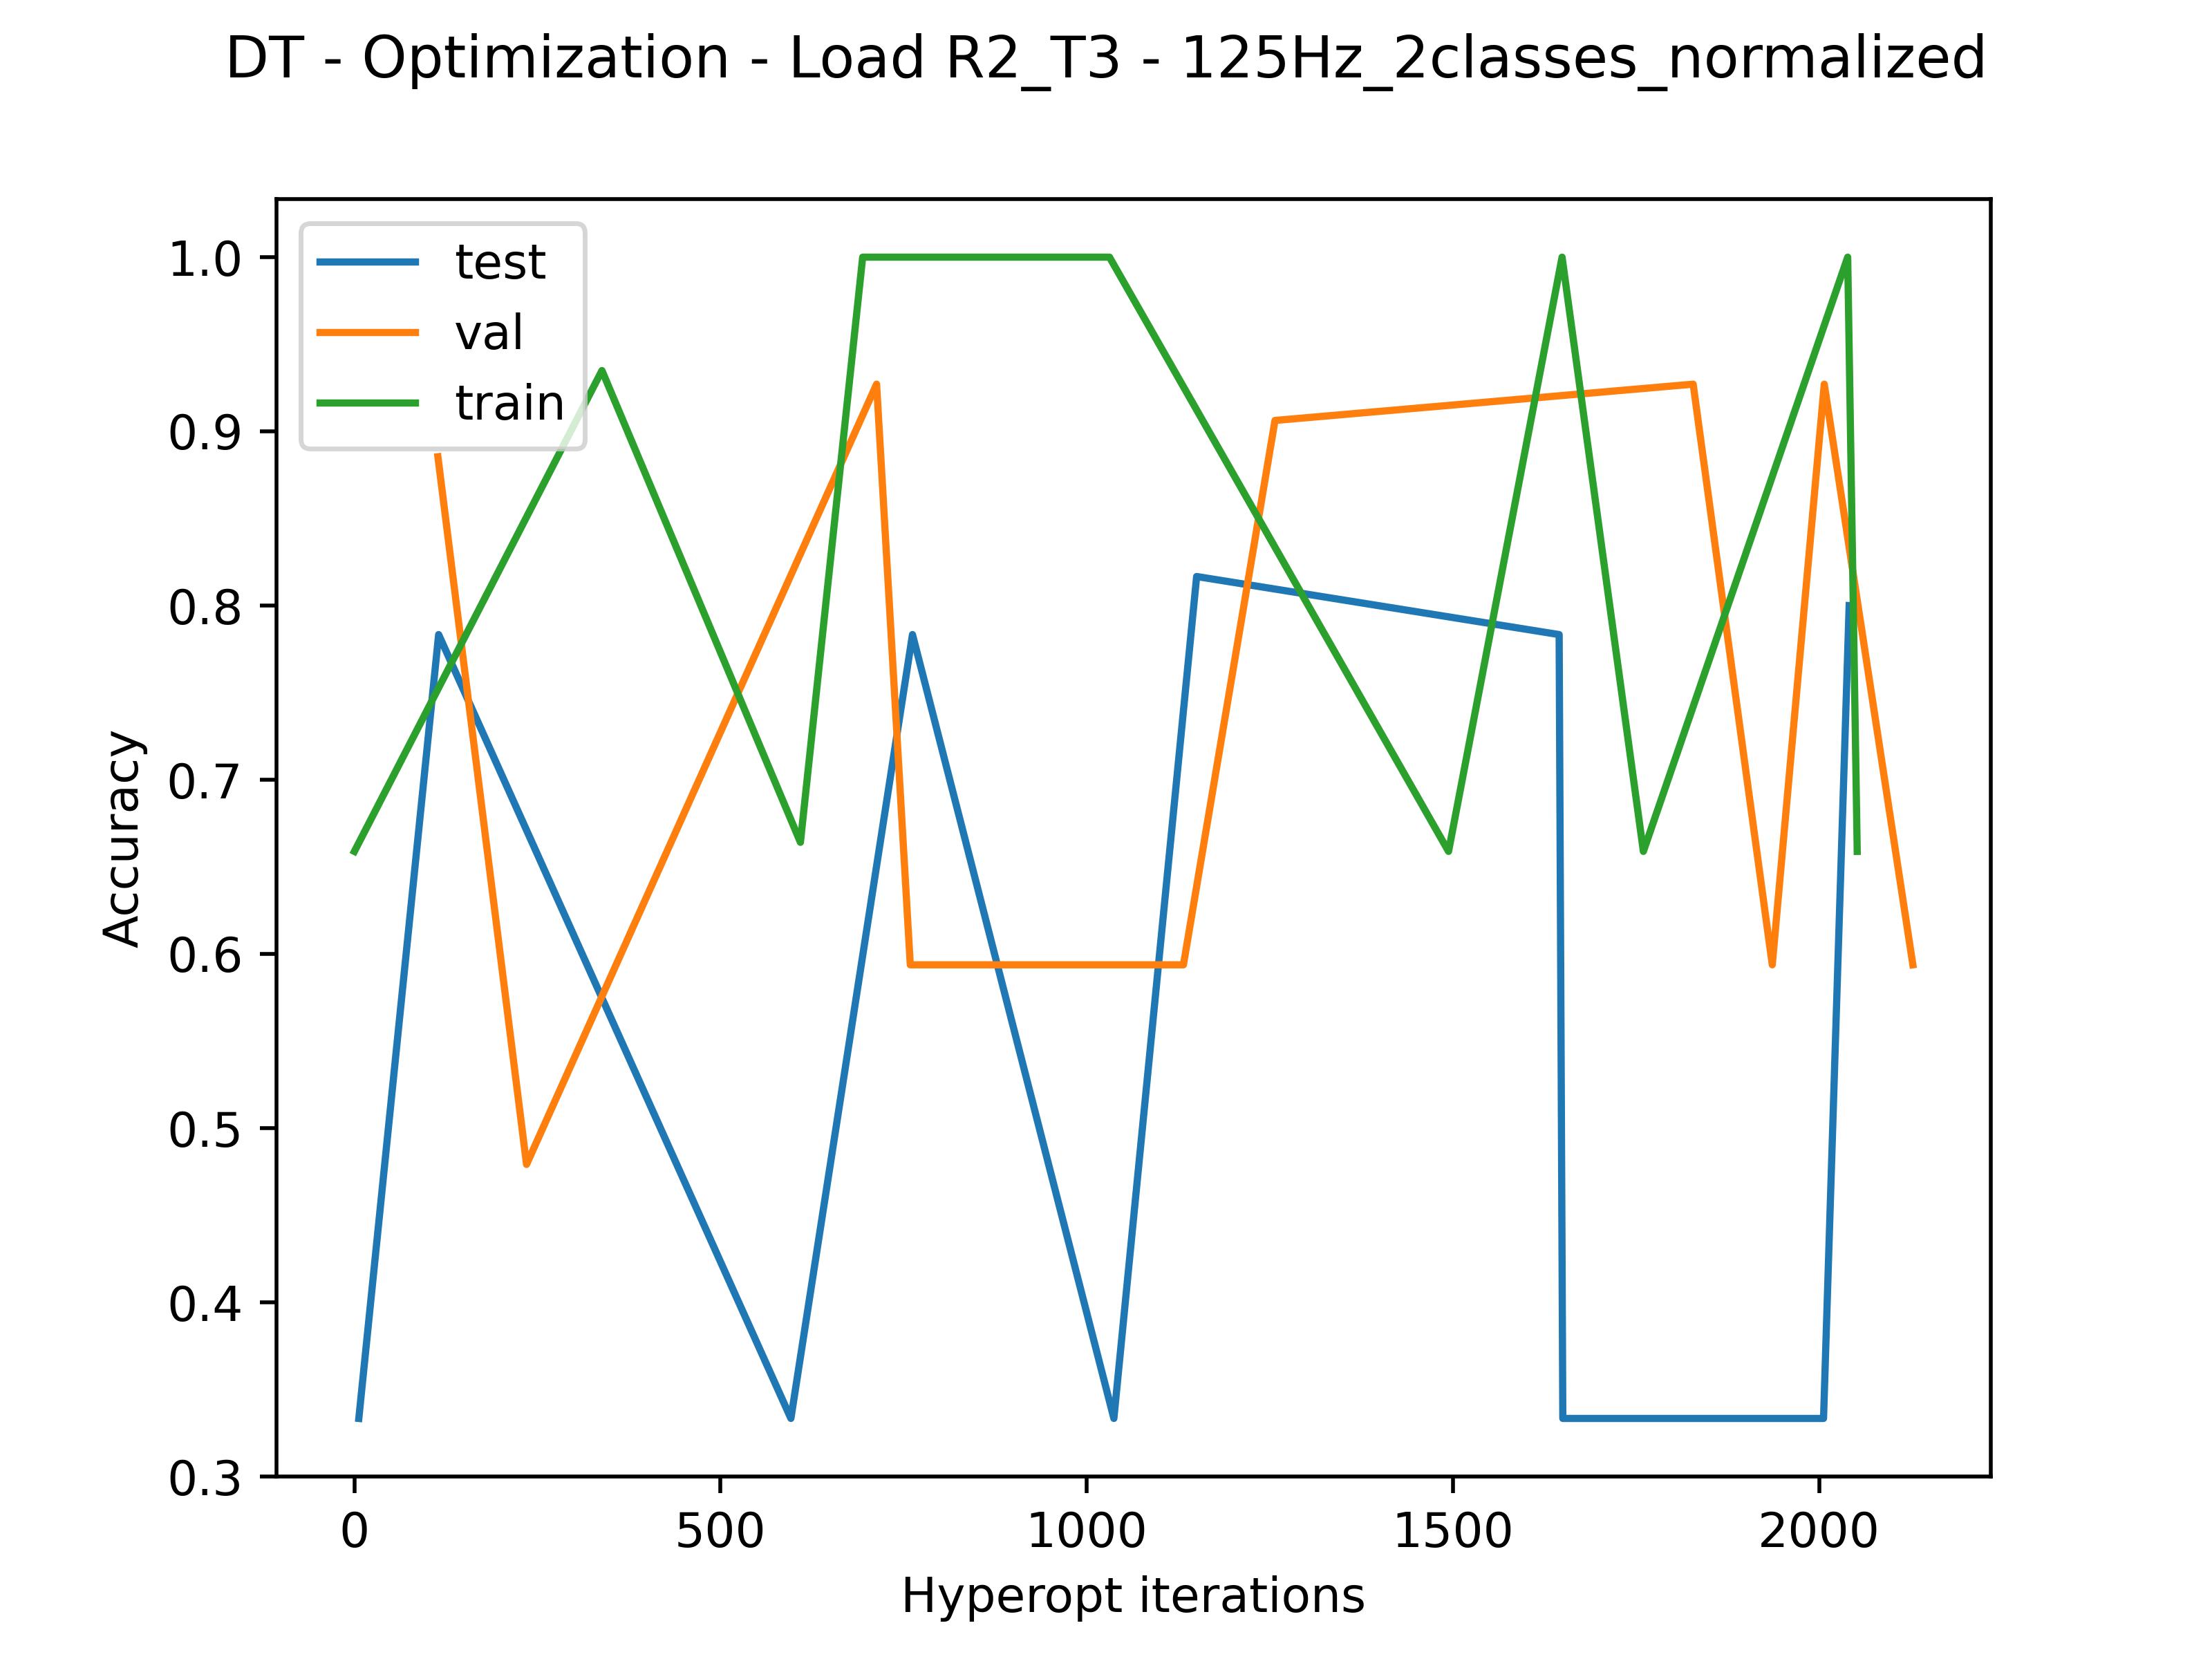 DT - Optimization - Load R2_T3 - 125Hz_2classes_normalized
test
val
train
1.0
0.9
0.8
0.7
0.6
0.5
0.4
0.3
Accuracy
0 500 1000 1500 2000
Hyperopt iterations